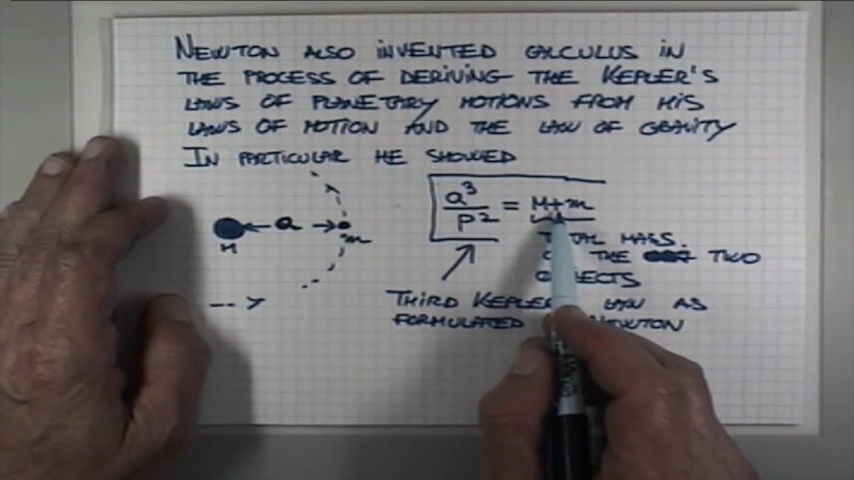 NEWTON ALSO INVENTED CALCULUS IN
THE PROCESS OF DERIVING THE KEPLER'S
LAWS OF PLANETARY MOTIONS FROM HIS
LAWS OF MOTION AND THE LAW OF GRAVITY
IN PARTICULAR HE SHOWED
a³/P² = M+m
a
M
m
TOTAL MASS.
THE TWO
THIRD KEPLER LAW AS
FORMULATED NEWTON